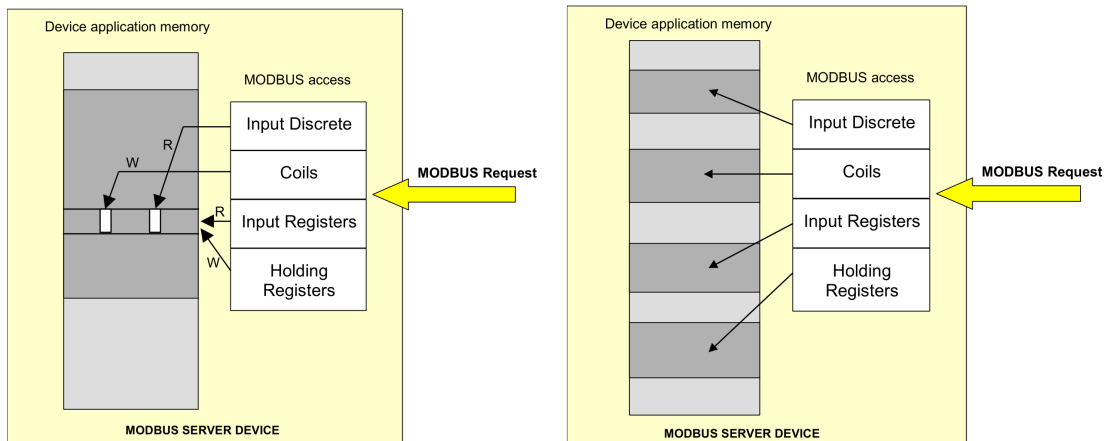 Device application memory
MODBUS access
Input Discrete
R
W
Coils
MODBUS Request
R
Input Registers
W
Holding
Registers
MODBUS SERVER DEVICE
Device application memory
MODBUS access
Input Discrete
Coils
MODBUS Request
Input Registers
Holding
Registers
MODBUS SERVER DEVICE